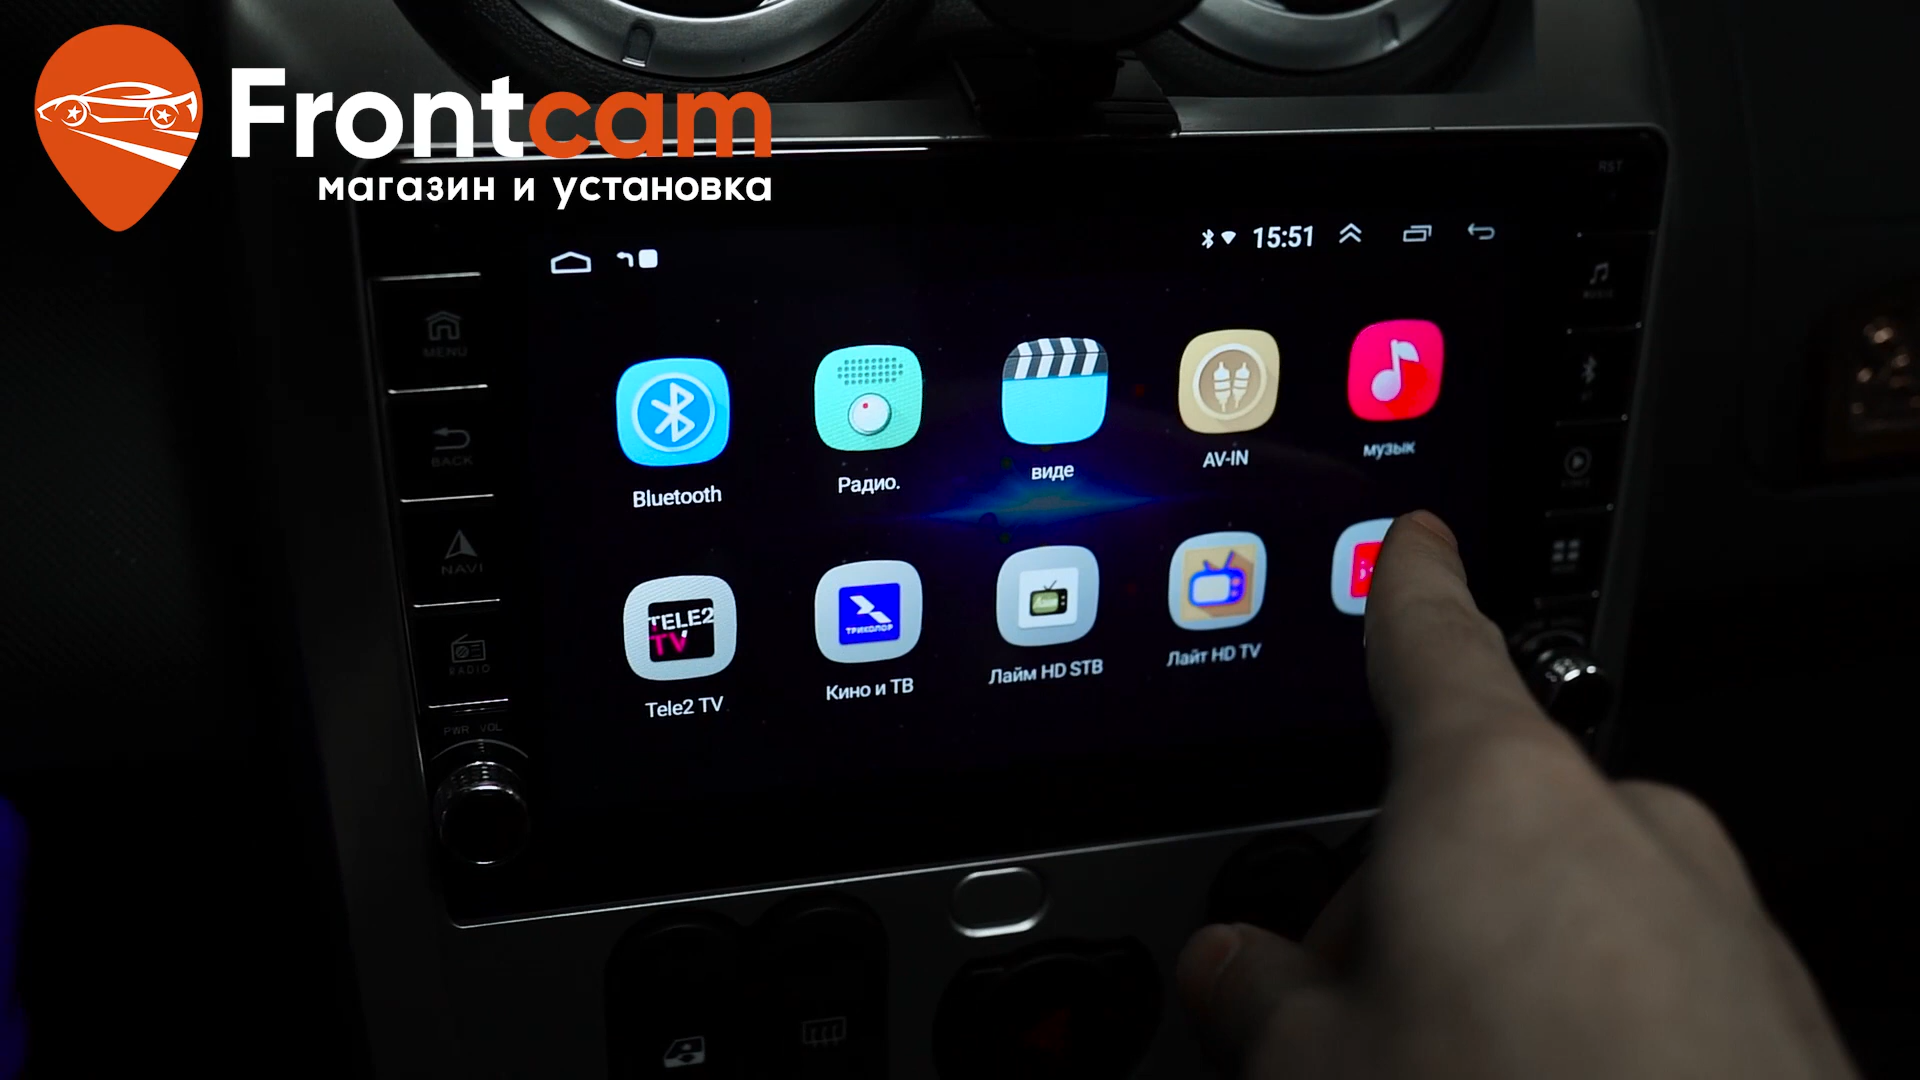 Frontcam
магазин и установка
RST
15:51
MENU
BACK
NAVI
RADIO
PWR VOL
MUSIC
Bluetooth
Радио.
виде
AV-IN
музык
TELE2
TV
ТРИКОЛОР
Tele2 TV
Кино и ТВ
Лайм HD STB
Лайт HD TV